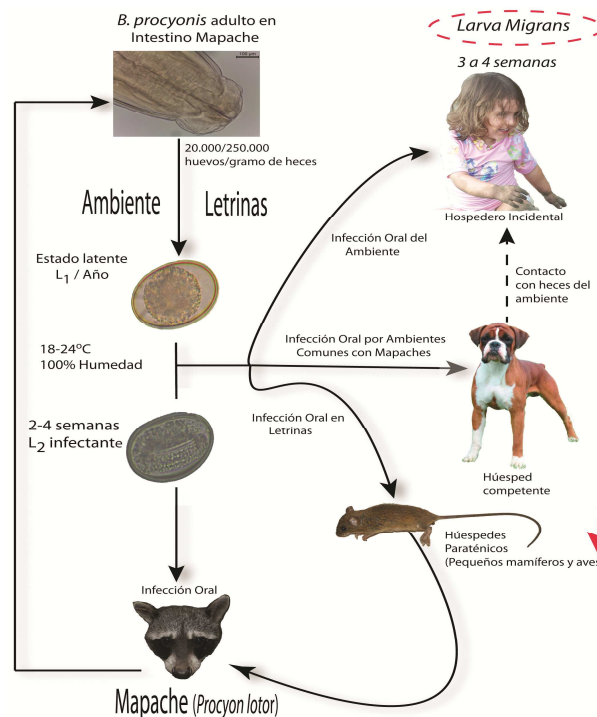 B. procyonis adulto en
Intestino Mapache
100 µm
20.000/250.000
huevos/gramo de heces
Ambiente
Letrinas
Estado latente
L1 / Año
18-24ºC
100% Humedad
2-4 semanas
L2 infectante
Infección Oral
Mapache (Procyon lotor)
Larva Migrans
3 a 4 semanas
Hospedero Incidental
Infección Oral del
Ambiente
Contacto
con heces del
ambiente
Infección Oral por Ambientes
Comunes con Mapaches
Infección Oral en
Letrinas
Húesped
competente
Húespedes
Paraténicos
(Pequeños mamíferos y aves